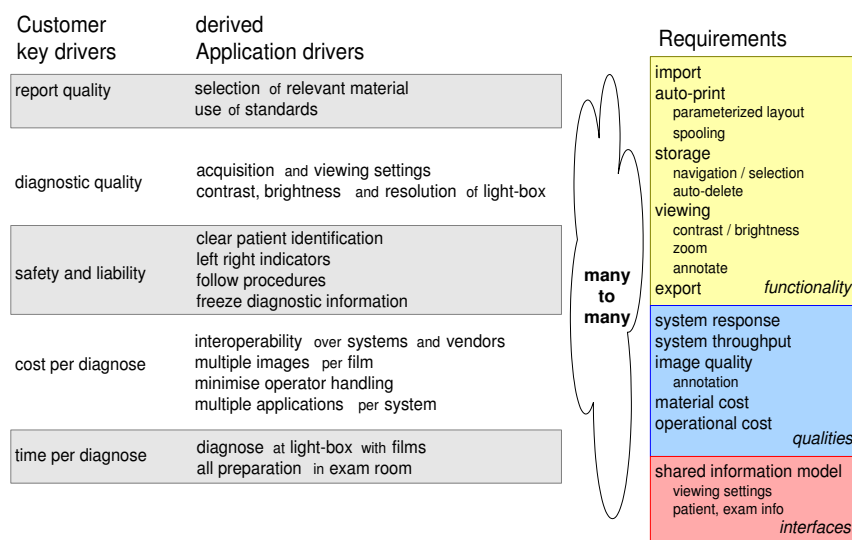 Customer
key drivers
derived
Application drivers
report quality
selection of relevant material
use of standards
diagnostic quality
acquisition and viewing settings
contrast, brightness and resolution of light-box
safety and liability
clear patient identification
left right indicators
follow procedures
freeze diagnostic information
cost per diagnose
interoperability over systems and vendors
multiple images per film
minimise operator handling
multiple applications per system
time per diagnose
diagnose at light-box with films
all preparation in exam room
many
to
many
Requirements
import
auto-print
parameterized layout
spooling
storage
navigation / selection
auto-delete
viewing
contrast / brightness
zoom
annotate
export
functionality
system response
system throughput
image quality
annotation
material cost
operational cost
qualities
shared information model
viewing settings
patient, exam info
interfaces